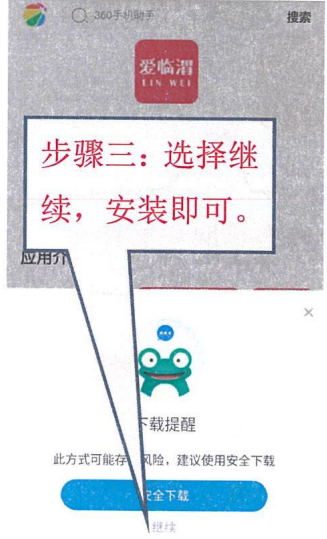 360手机助手
搜索
爱临渭
LIN WEI
步骤三：选择继
续，安装即可。
应用介
下载提醒
此方式可能存 风险，建议使用安全下载
安全下载
继续